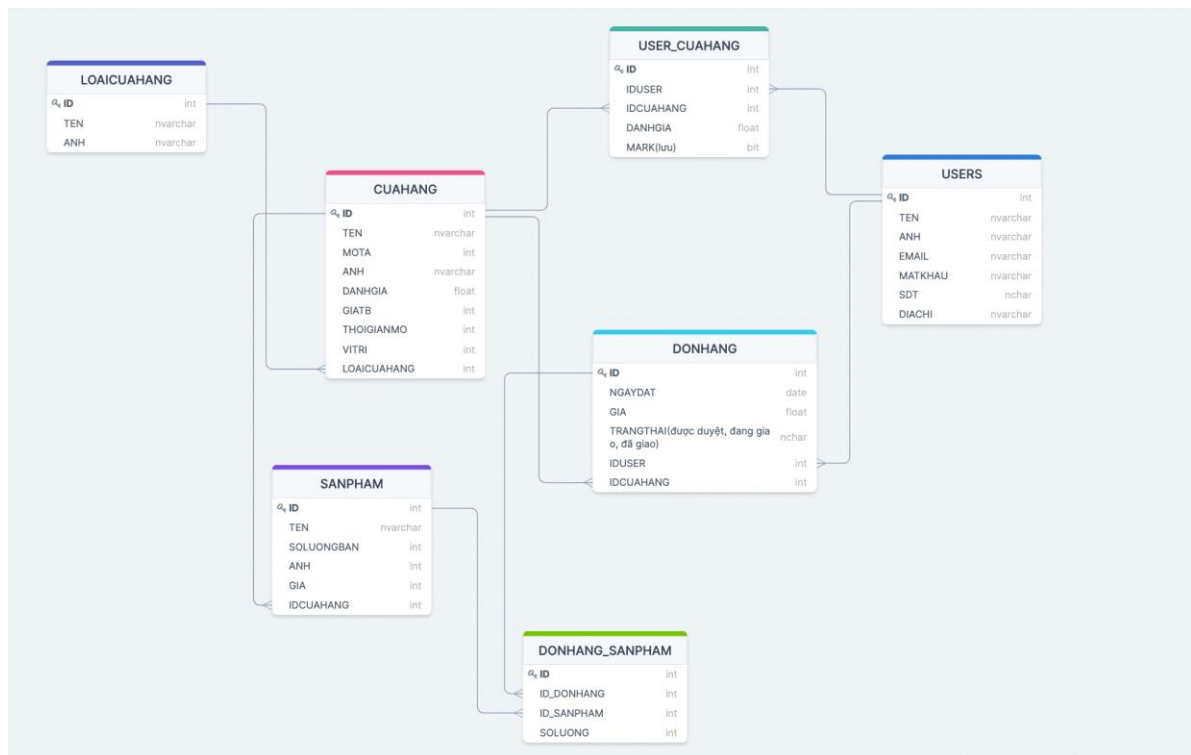 LOAICUAHANG
ID int
TEN nvarchar
ANH nvarchar
USER_CUAHANG
ID int
IDUSER int
IDCUAHANG int
DANHGIA float
MARK(lưu) bit
CUAHANG
ID int
TEN nvarchar
MOTA int
ANH nvarchar
DANHGIA float
GIATB int
THOIGIANMO int
VITRI int
LOAICUAHANG int
USERS
ID int
TEN nvarchar
ANH nvarchar
EMAIL nvarchar
MATKHAU nvarchar
SDT nchar
DIACHI nvarchar
DONHANG
ID int
NGAYDAT date
GIA float
TRANGTHAI(được duyệt, đang gia
o, đã giao) nchar
IDUSER int
IDCUAHANG int
SANPHAM
ID int
TEN nvarchar
SOLUONGBAN int
ANH int
GIA int
IDCUAHANG int
DONHANG_SANPHAM
ID int
ID_DONHANG int
ID_SANPHAM int
SOLUONG int